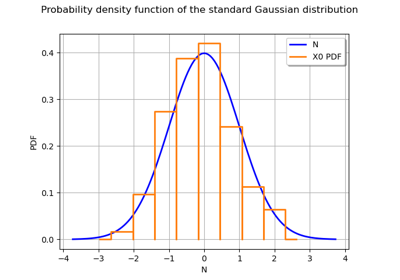 Probability density function of the standard Gaussian distribution
N
X0 PDF
0.4
0.3
0.2
0.1
0.0
PDF
−4 −3 −2 −1 0 1 2 3 4
N